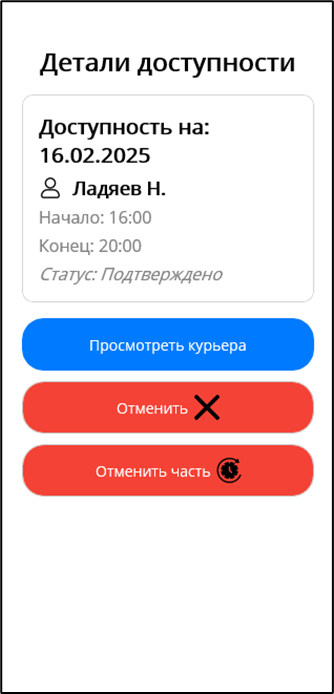 Детали доступности
Доступность на:
16.02.2025
Ладяев Н.
Начало: 16:00
Конец: 20:00
Статус: Подтверждено
Просмотреть курьера
Отменить
Отменить часть